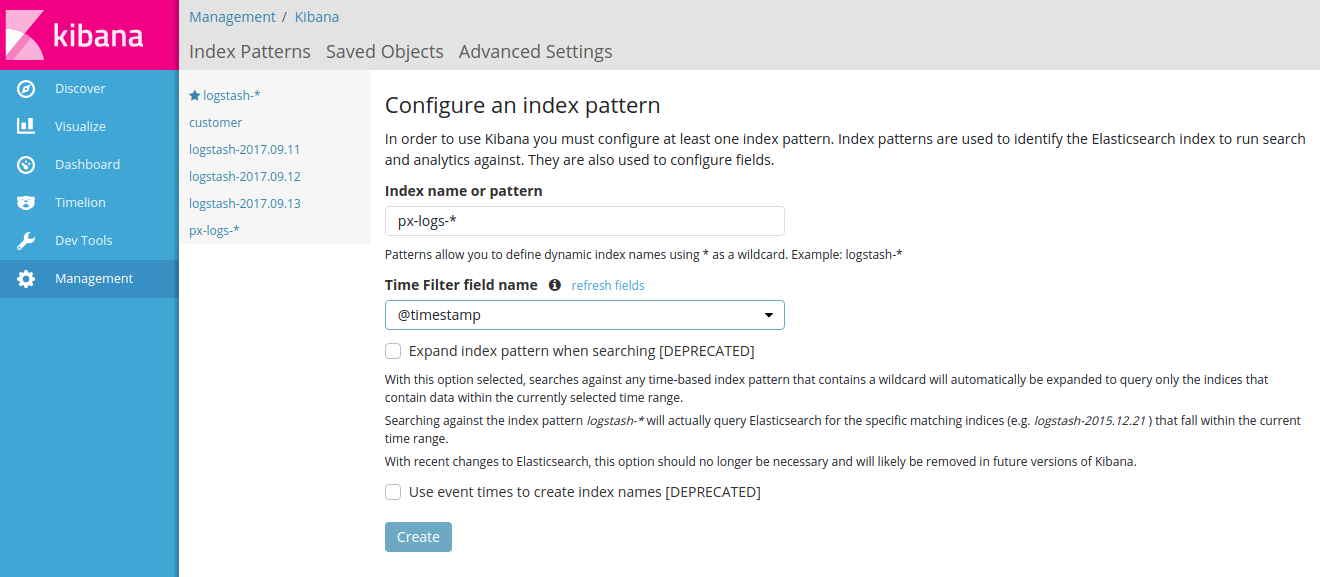 kibana
Management / Kibana
Index Patterns Saved Objects Advanced Settings
Discover
Visualize
Dashboard
Timelion
Dev Tools
Management
logstash-*
customer
logstash-2017.09.11
logstash-2017.09.12
logstash-2017.09.13
px-logs-*
Configure an index pattern
In order to use Kibana you must configure at least one index pattern. Index patterns are used to identify the Elasticsearch index to run search
and analytics against. They are also used to configure fields.
Index name or pattern
px-logs-*
Patterns allow you to define dynamic index names using * as a wildcard. Example: logstash-*
Time Filter field name refresh fields
@timestamp
Expand index pattern when searching [DEPRECATED]
With this option selected, searches against any time-based index pattern that contains a wildcard will automatically be expanded to query only the indices that
contain data within the currently selected time range.
Searching against the index pattern logstash-* will actually query Elasticsearch for the specific matching indices (e.g. logstash-2015.12.21 ) that fall within the current
time range.
With recent changes to Elasticsearch, this option should no longer be necessary and will likely be removed in future versions of Kibana.
Use event times to create index names [DEPRECATED]
Create